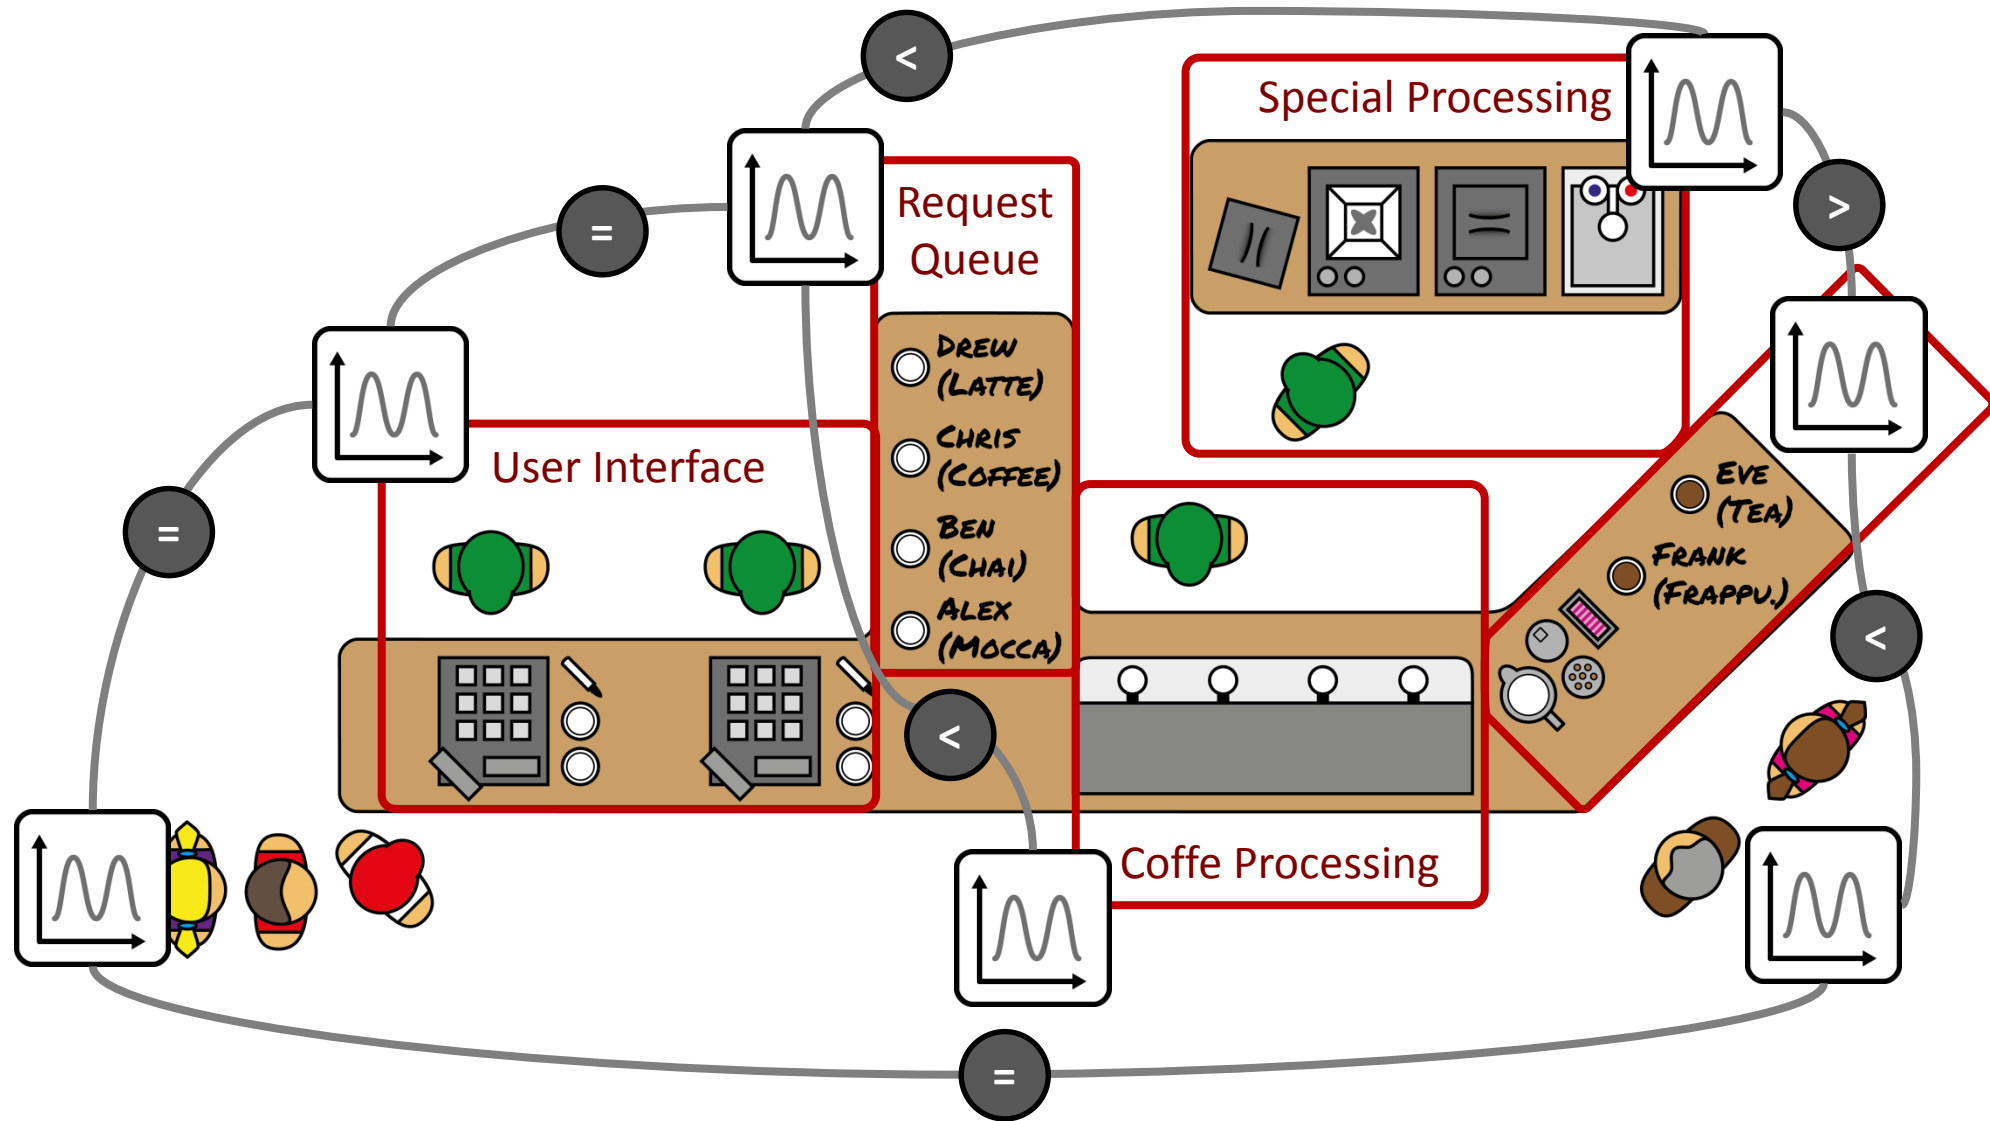 <
Special Processing
>
=
Request
Queue
DREW
(LATTE)
CHRIS
(COFFEE)
BEN
(CHAI)
ALEX
(MOCCA)
User Interface
=
EVE
(TEA)
FRANK
(FRAPPU.)
<
<
Coffe Processing
=